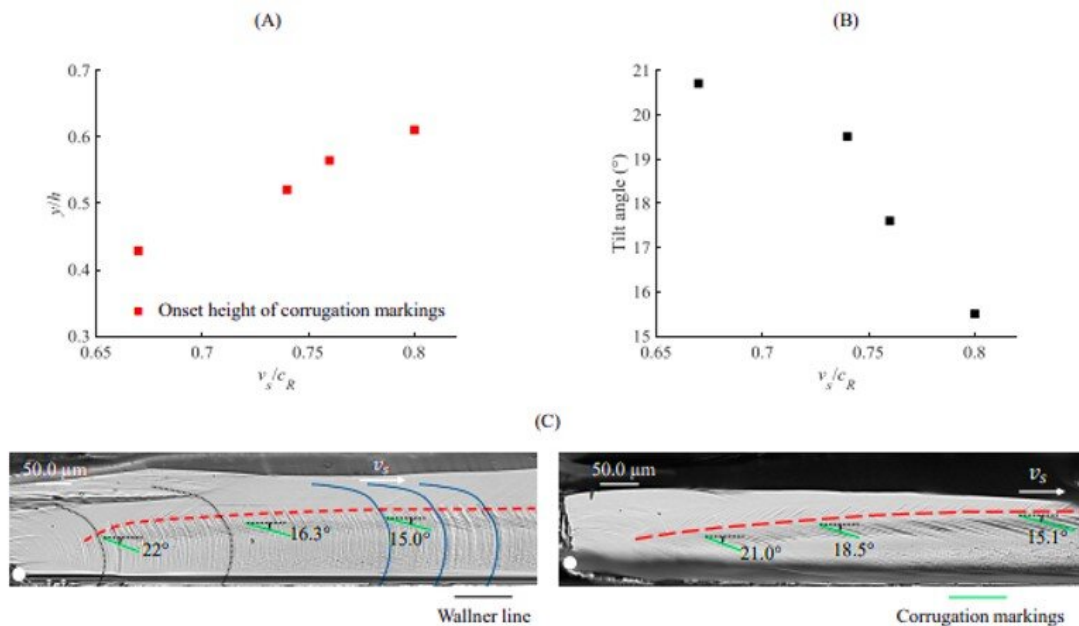 (A)
0.7
0.6
0.5
0.4
0.3
y/h
Onset height of corrugation markings
0.65
0.7
0.75
0.8
v_s/c_R
(B)
21
20
19
18
17
16
15
Tilt angle (°)
0.65
0.7
0.75
0.8
v_s/c_R
(C)
50.0 μm
v_s
22°
16.3°
15.0°
Wallner line
50.0 μm
v_s
21.0°
18.5°
15.1°
Corrugation markings